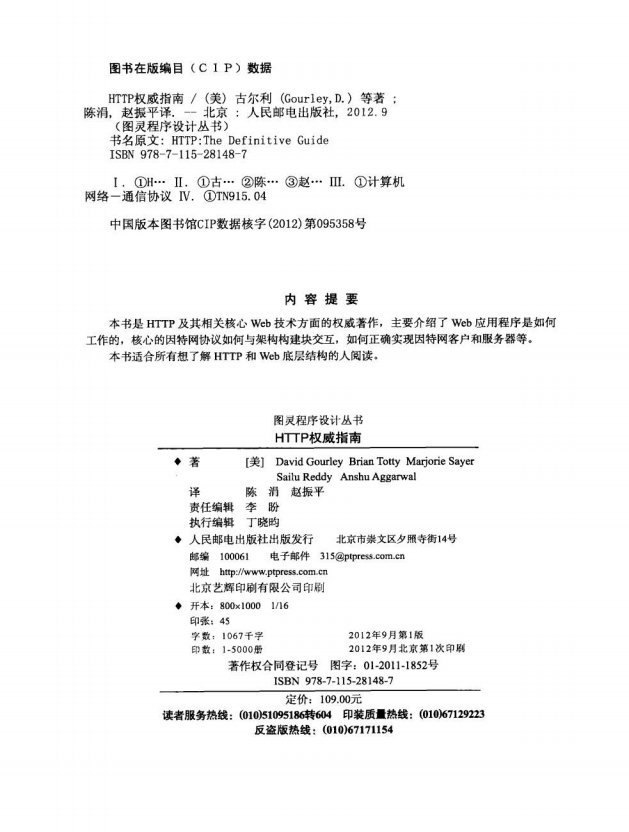 图书在版编目（CIP）数据
HTTP权威指南 /（美）古尔利 (Gourley,D.) 等著；
陈涓, 赵振平译. — 北京 : 人民邮电出版社, 2012.9
（图灵程序设计丛书）
书名原文: HTTP:The Definitive Guide
ISBN 978-7-115-28148-7
Ⅰ. ①H… Ⅱ. ①古… ②陈… ③赵… Ⅲ. ①计算机
网络－通信协议 Ⅳ. ①TN915.04
中国版本图书馆CIP数据核字(2012)第095358号
内 容 提 要
本书是 HTTP 及其相关核心 Web 技术方面的权威著作，主要介绍了 Web 应用程序是如何
工作的，核心的因特网协议如何与架构构建块交互，如何正确实现因特网客户和服务器等。
本书适合所有想了解 HTTP 和 Web 底层结构的人阅读。
图灵程序设计丛书
HTTP权威指南
◆ 著 [美] David Gourley Brian Totty Marjorie Sayer
Sailu Reddy Anshu Aggarwal
译 陈 涓 赵振平
责任编辑 李 盼
执行编辑 丁晓昀
◆ 人民邮电出版社出版发行 北京市崇文区夕照寺街14号
邮编 100061 电子邮件 315@ptpress.com.cn
网址 http://www.ptpress.com.cn
北京艺辉印刷有限公司印刷
◆ 开本：800×1000 1/16
印张：45
字数：1067千字 2012年9月第1版
印数：1-5000册 2012年9月北京第1次印刷
著作权合同登记号 图字：01-2011-1852号
ISBN 978-7-115-28148-7
定价：109.00元
读者服务热线：(010)51095186转604 印装质量热线：(010)67129223
反盗版热线：(010)67171154